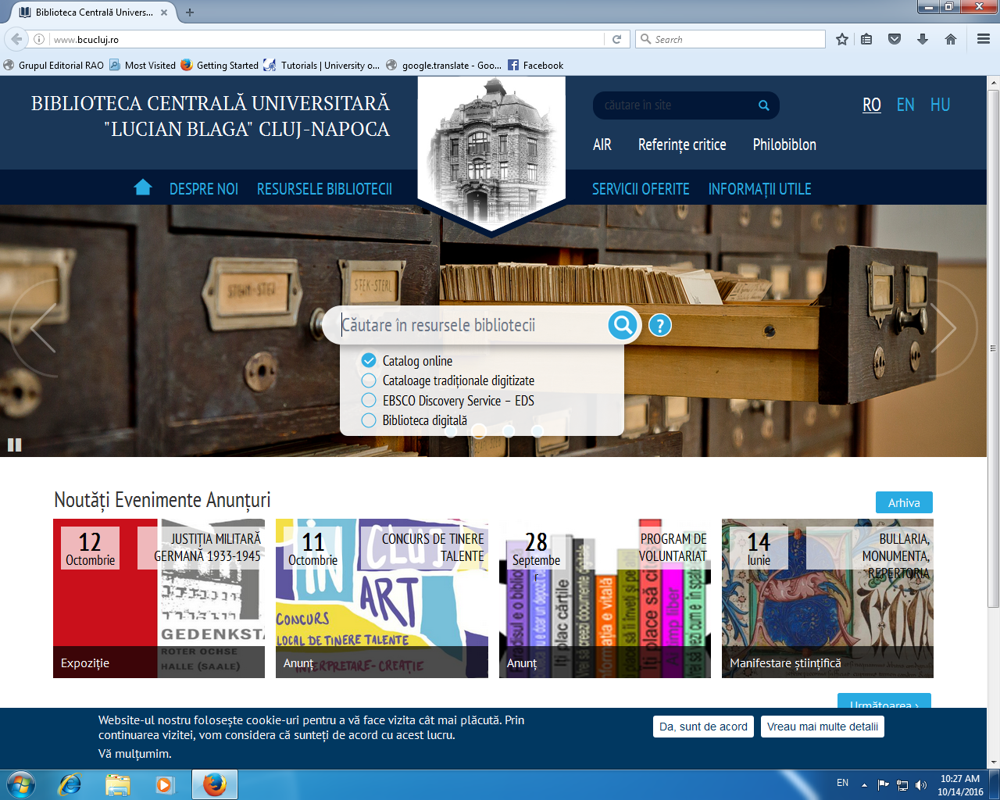 Biblioteca Centrală Univers...
www.bcucluj.ro
Search
Grupul Editorial RAO
Most Visited
Getting Started
Tutorials | University o...
google.translate - Goo...
Facebook
BIBLIOTECA CENTRALĂ UNIVERSITARĂ
"LUCIAN BLAGA" CLUJ-NAPOCA
căutare în site
RO EN HU
AIR Referințe critice Philobiblon
DESPRE NOI RESURSELE BIBLIOTECII
SERVICII OFERITE INFORMAȚII UTILE
STEK-STERL
Căutare în resursele bibliotecii
?
Catalog online
Cataloage tradiționale digitizate
EBSCO Discovery Service – EDS
Biblioteca digitală
Noutăți Evenimente Anunțuri
Arhiva
12
Octombrie
JUSTIȚIA MILITARĂ
GERMANĂ 1933-1945
GEDENKSTÄ
ROTER OCHSE
HALLE (SAALE)
Expoziție
11
Octombrie
CONCURS DE TINERE
TALENTE
CLUJ
IN
ART
CONCURS
LOCAL DE TINERE TALENTE
INTERPRETARE-CREAȚIE
Anunț
28
Septembe
r
PROGRAM DE
VOLUNTARIAT
Îți plac cărțile
Anunț
14
Iunie
BULLARIA,
MONUMENTA,
REPERTORIA
Manifestare științifică
Următoarea ›
Website-ul nostru folosește cookie-uri pentru a vă face vizita cât mai plăcută. Prin
continuarea vizitei, vom considera că sunteți de acord cu acest lucru.
Vă mulțumim.
Da, sunt de acord
Vreau mai multe detalii
EN
10:27 AM
10/14/2016